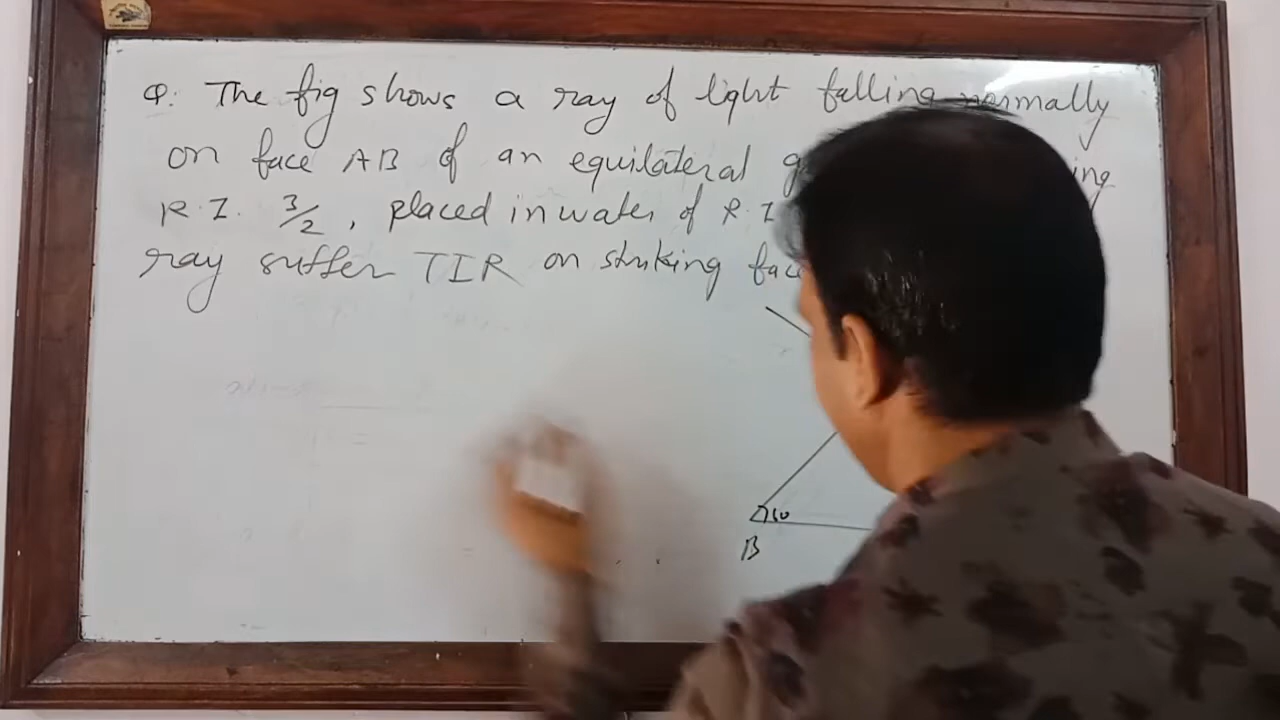 Q. The fig shows a ray of light falling normally
on face AB of an equilateral g
R.I. 3/2, placed in water of R.I
ray suffer TIR on striking fac
60
B